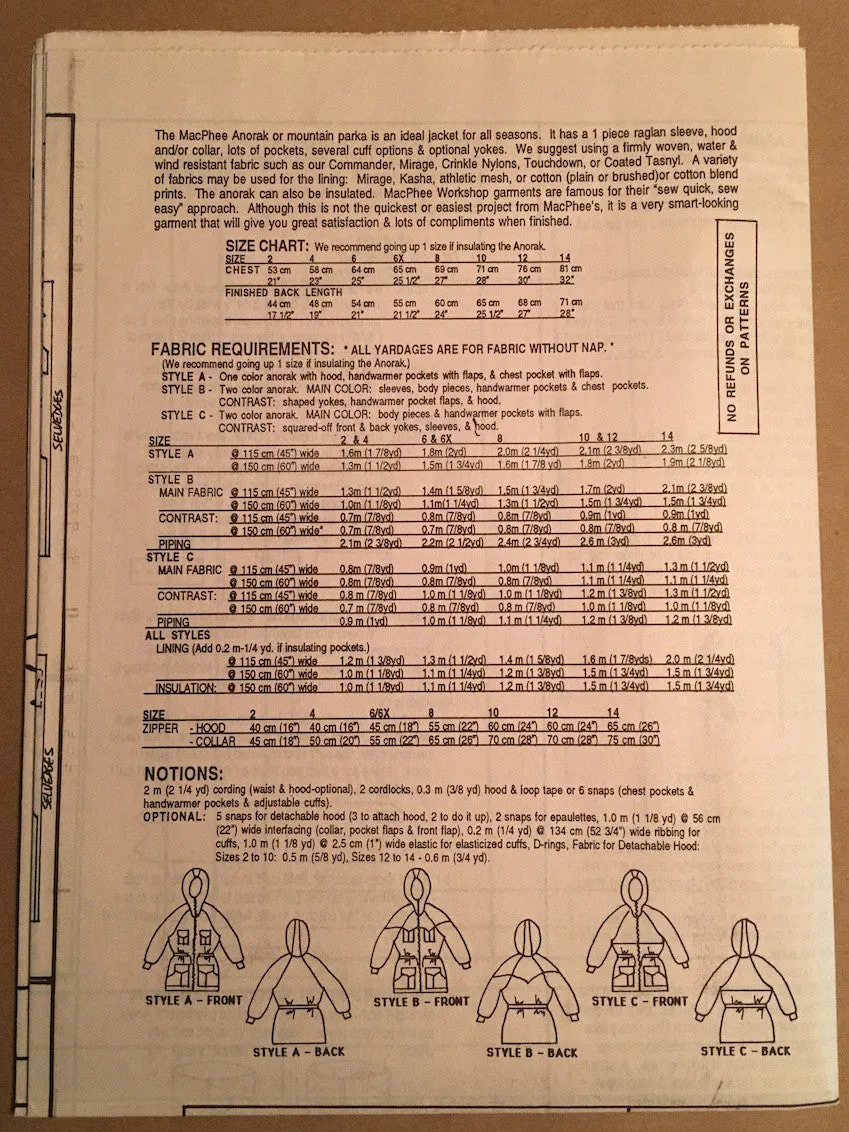 The MacPhee Anorak or mountain parka is an ideal jacket for all seasons. It has a 1 piece raglan sleeve, hood
and/or collar, lots of pockets, several cuff options & optional yokes. We suggest using a firmly woven, water &
wind resistant fabric such as our Commander, Mirage, Crinkle Nylons, Touchdown, or Coated Tasnyl. A variety
of fabrics may be used for the lining: Mirage, Kasha, athletic mesh, or cotton (plain or brushed)or cotton blend
prints. The anorak can also be insulated. MacPhee Workshop garments are famous for their "sew quick, sew
easy" approach. Although this is not the quickest or easiest project from MacPhee's, it is a very smart-looking
garment that will give you great satisfaction & lots of compliments when finished.
SIZE CHART: We recommend going up 1 size if insulating the Anorak.
SIZE 2 4 6 6X 8 10 12 14
CHEST 53 cm 58 cm 64 cm 65 cm 69 cm 71 cm 76 cm 81 cm
21" 23" 25" 25 1/2" 27" 28" 30" 32"
FINISHED BACK LENGTH
44 cm 48 cm 54 cm 55 cm 60 cm 65 cm 68 cm 71 cm
17 1/2" 19" 21" 21 1/2" 24" 25 1/2" 27" 28"
NO REFUNDS OR EXCHANGES
ON PATTERNS
FABRIC REQUIREMENTS: * ALL YARDAGES ARE FOR FABRIC WITHOUT NAP. *
(We recommend going up 1 size if insulating the Anorak.)
STYLE A - One color anorak with hood, handwarmer pockets with flaps, & chest pocket with flaps.
STYLE B - Two color anorak. MAIN COLOR: sleeves, body pieces, handwarmer pockets & chest pockets.
CONTRAST: shaped yokes, handwarmer pocket flaps, & hood.
STYLE C - Two color anorak. MAIN COLOR: body pieces & handwarmer pockets with flaps.
CONTRAST: squared-off front & back yokes, sleeves, & hood.
SIZE 2 & 4 6 & 6X 8 10 & 12 14
STYLE A @ 115 cm (45") wide 1.6m (1 7/8yd) 1.8m (2yd) 2.0m (2 1/4yd) 2.1m (2 3/8yd) 2.3m (2 5/8yd)
@ 150 cm (60") wide 1.3m (1 1/2yd) 1.5m (1 3/4yd) 1.6m (1 7/8 yd) 1.8m (2yd) 1.9m (2 1/8yd)
STYLE B
MAIN FABRIC @ 115 cm (45") wide 1.3m (1 1/2yd) 1.4m (1 5/8yd) 1.5m (1 3/4yd) 1.7m (2yd) 2.1m (2 3/8yd)
@ 150 cm (60") wide 1.0m (1 1/8yd) 1.1m(1 1/4yd) 1.3m (1 1/2yd) 1.5m (1 3/4yd) 1.5m (1 3/4yd)
CONTRAST: @ 115 cm (45") wide 0.7m (7/8yd) 0.8m (7/8yd) 0.8m (7/8yd) 0.9m (1yd) 0.9m (1yd)
@ 150 cm (60") wide* 0.7m (7/8yd) 0.7m (7/8yd) 0.8m (7/8yd) 0.8m (7/8yd) 0.8 m (7/8yd)
PIPING 2.1m (2 3/8yd) 2.2m (2 1/2yd) 2.4m (2 3/4yd) 2.6 m (3yd) 2.6m (3yd)
STYLE C
MAIN FABRIC @ 115 cm (45") wide 0.8m (7/8yd) 0.9m (1yd) 1.0m (1 1/8yd) 1.1 m (1 1/4yd) 1.3 m (1 1/2yd)
@ 150 cm (60") wide 0.8m (7/8yd) 0.8m (7/8yd) 0.8m (7/8yd) 1.1 m (1 1/4yd) 1.1 m (1 1/4yd)
CONTRAST: @ 115 cm (45") wide 0.8 m (7/8yd) 1.0 m (1 1/8yd) 1.0 m (1 1/8yd) 1.2 m (1 3/8yd) 1.3 m (1 1/2yd)
@ 150 cm (60") wide 0.7 m (7/8yd) 0.8 m (7/8yd) 0.8 m (7/8yd) 1.0 m (1 1/8yd) 1.0 m (1 1/8yd)
PIPING 0.9 m (1yd) 1.0 m (1 1/8yd) 1.1 m (1 1/4yd) 1.2 m (1 3/8yd) 1.2 m (1 3/8yd)
ALL STYLES
LINING (Add 0.2 m-1/4 yd. if insulating pockets.)
@ 115 cm (45") wide 1.2 m (1 3/8yd) 1.3 m (1 1/2yd) 1.4 m (1 5/8yd) 1.6 m (1 7/8yds) 2.0 m (2 1/4yd)
@ 150 cm (60") wide 1.0 m (1 1/8yd) 1.1 m (1 1/4yd) 1.2 m (1 3/8yd) 1.5 m (1 3/4yd) 1.5 m (1 3/4yd)
INSULATION: @ 150 cm (60") wide 1.0 m (1 1/8yd) 1.1 m (1 1/4yd) 1.2 m (1 3/8yd) 1.5 m (1 3/4yd) 1.5 m (1 3/4yd)
SIZE 2 4 6/6X 8 10 12 14
ZIPPER - HOOD 40 cm (16") 40 cm (16") 45 cm (18") 55 cm (22") 60 cm (24") 60 cm (24") 65 cm (26")
- COLLAR 45 cm (18") 50 cm (20") 55 cm (22") 65 cm (26") 70 cm (28") 70 cm (28") 75 cm (30")
NOTIONS:
2 m (2 1/4 yd) cording (waist & hood-optional), 2 cordlocks, 0.3 m (3/8 yd) hood & loop tape or 6 snaps (chest pockets &
handwarmer pockets & adjustable cuffs).
OPTIONAL: 5 snaps for detachable hood (3 to attach hood, 2 to do it up), 2 snaps for epaulettes, 1.0 m (1 1/8 yd) @ 56 cm
(22") wide interfacing (collar, pocket flaps & front flap), 0.2 m (1/4 yd) @ 134 cm (52 3/4") wide ribbing for
cuffs, 1.0 m (1 1/8 yd) @ 2.5 cm (1") wide elastic for elasticized cuffs, D-rings, Fabric for Detachable Hood:
Sizes 2 to 10: 0.5 m (5/8 yd), Sizes 12 to 14 - 0.6 m (3/4 yd).
STYLE A - FRONT
STYLE A - BACK
STYLE B - FRONT
STYLE B - BACK
STYLE C - FRONT
STYLE C - BACK
SELVEDGES
SELVEDGES